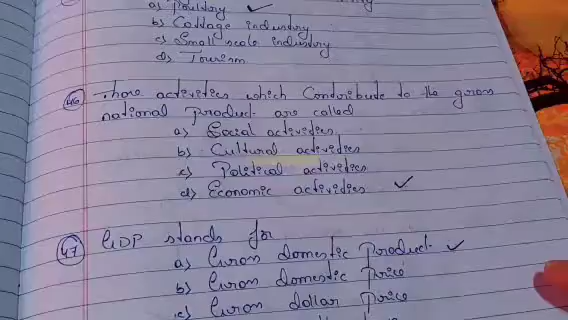 a) Poultry ✓
b) Cottage industry
c) Small scale industry
d) Tourism
46 Those activities which Contribute to the gross
national Product are called
a) Social activities
b) Cultural activities
c) Political activities
d) Economic activities ✓
47 GDP stands for
a) Gross domestic Product ✓
b) Gross domestic Price
c) Gross dollar Price